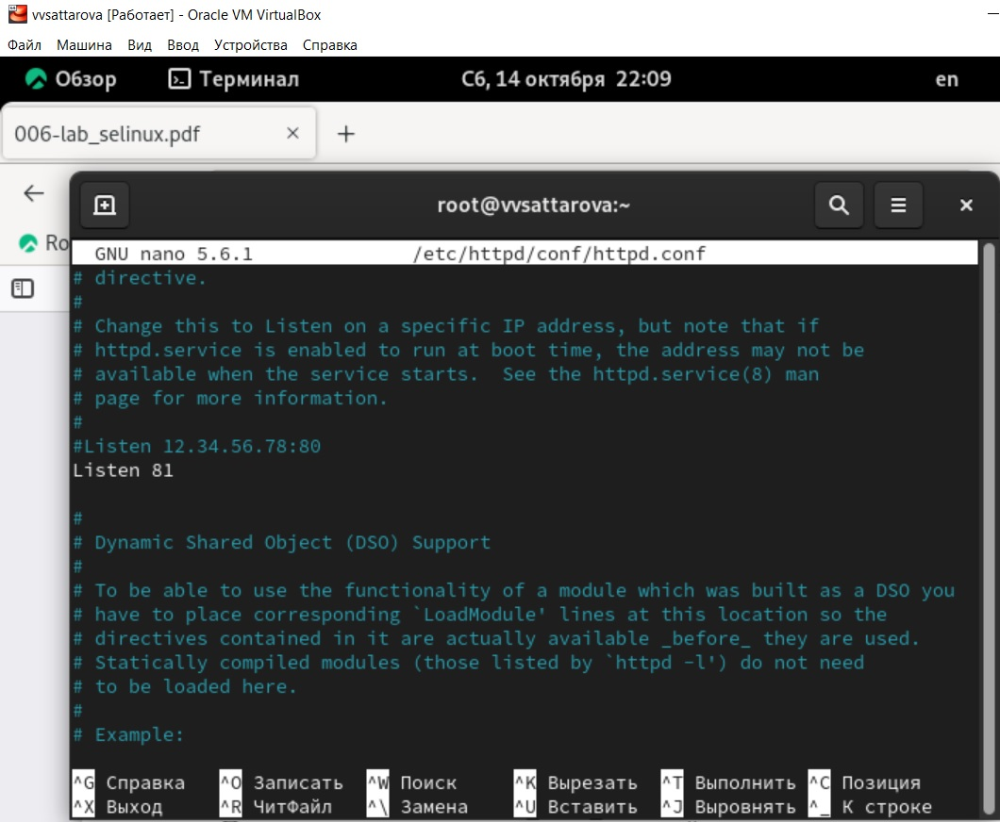 vvsattarova [Работает] - Oracle VM VirtualBox
Файл Машина Вид Ввод Устройства Справка
Обзор Терминал Сб, 14 октября 22:09 en
006-lab_selinux.pdf
root@vvsattarova:~
Ro
GNU nano 5.6.1 /etc/httpd/conf/httpd.conf
# directive.
#
# Change this to Listen on a specific IP address, but note that if
# httpd.service is enabled to run at boot time, the address may not be
# available when the service starts.  See the httpd.service(8) man
# page for more information.
#
#Listen 12.34.56.78:80
Listen 81
#
# Dynamic Shared Object (DSO) Support
#
# To be able to use the functionality of a module which was built as a DSO you
# have to place corresponding `LoadModule' lines at this location so the
# directives contained in it are actually available _before_ they are used.
# Statically compiled modules (those listed by `httpd -l') do not need
# to be loaded here.
#
# Example:
^G Справка ^O Записать ^W Поиск ^K Вырезать ^T Выполнить ^C Позиция
^X Выход ^R ЧитФайл ^\ Замена ^U Вставить ^J Выровнять ^_ К строке